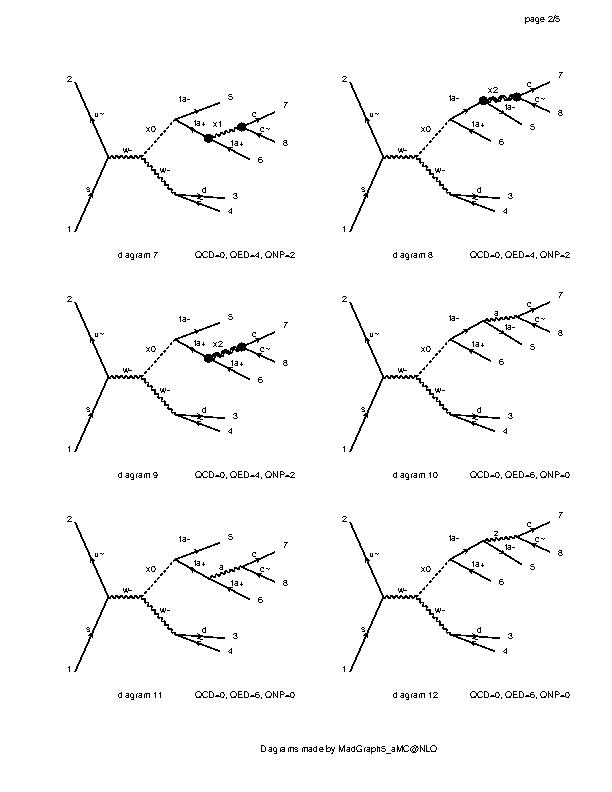 page 2/5
2
u~
s
1
w-
x0
w-
ta-
5
ta+
x1
c
7
c~
8
ta+
6
d
3
4
diagram 7 QCD=0, QED=4, QNP=2
2
u~
s
1
w-
x0
w-
ta-
x2
c
7
c~
8
ta-
5
ta+
6
d
3
4
diagram 8 QCD=0, QED=4, QNP=2
2
u~
s
1
w-
x0
w-
ta-
5
ta+
x2
c
7
c~
8
ta+
6
d
3
4
diagram 9 QCD=0, QED=4, QNP=2
2
u~
s
1
w-
x0
w-
ta-
a
c
7
c~
8
ta-
5
ta+
6
d
3
4
diagram 10 QCD=0, QED=6, QNP=0
2
u~
s
1
w-
x0
w-
ta-
5
ta+
a
c
7
c~
8
ta+
6
d
3
4
diagram 11 QCD=0, QED=6, QNP=0
2
u~
s
1
w-
x0
w-
ta-
z
c
7
c~
8
ta-
5
ta+
6
d
3
4
diagram 12 QCD=0, QED=6, QNP=0
Diagrams made by MadGraph5_aMC@NLO